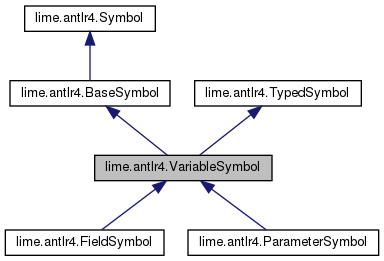 lime.antlr4.Symbol
lime.antlr4.BaseSymbol
lime.antlr4.TypedSymbol
lime.antlr4.VariableSymbol
lime.antlr4.FieldSymbol
lime.antlr4.ParameterSymbol